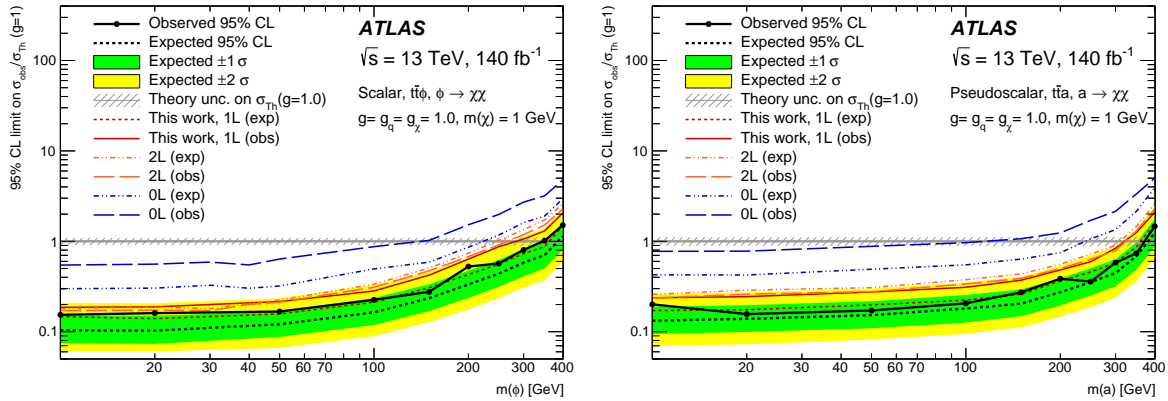 95% CL limit on σobs/σTh (g=1)
100
10
1
0.1
Observed 95% CL
Expected 95% CL
Expected ±1 σ
Expected ±2 σ
Theory unc. on σTh(g=1.0)
This work, 1L (exp)
This work, 1L (obs)
2L (exp)
2L (obs)
0L (exp)
0L (obs)
ATLAS
√s = 13 TeV, 140 fb⁻¹
Scalar, tt̄ϕ, ϕ → χχ
g= gq = gχ = 1.0, m(χ) = 1 GeV
20 30 40 50 60 70 100 200 300 400
m(ϕ) [GeV]
95% CL limit on σobs/σTh (g=1)
100
10
1
0.1
Observed 95% CL
Expected 95% CL
Expected ±1 σ
Expected ±2 σ
Theory unc. on σTh(g=1.0)
This work, 1L (exp)
This work, 1L (obs)
2L (exp)
2L (obs)
0L (exp)
0L (obs)
ATLAS
√s = 13 TeV, 140 fb⁻¹
Pseudoscalar, tt̄a, a → χχ
g= gq = gχ = 1.0, m(χ) = 1 GeV
20 30 40 50 60 70 100 200 300 400
m(a) [GeV]